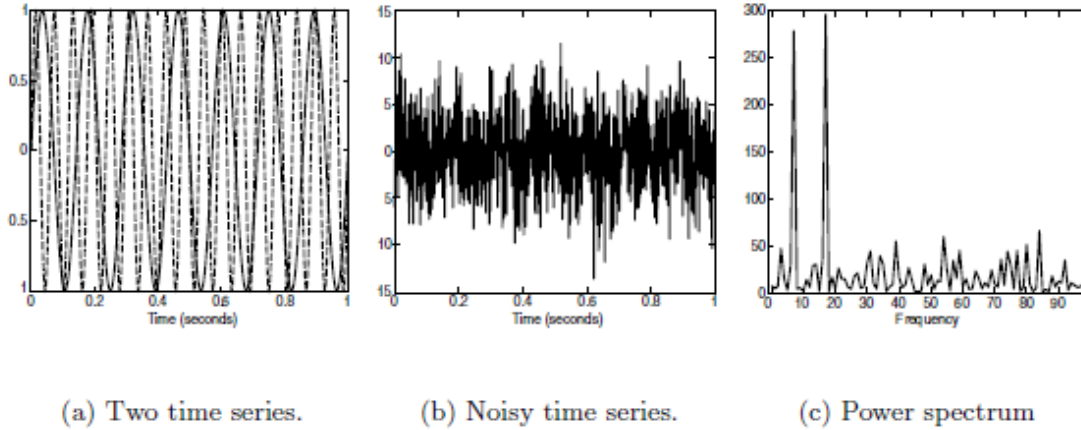 1
0.5
0
0.5
1
0 0.2 0.4 0.6 0.8 1
Time (seconds)
15
10
5
0
5
10
15
0 0.2 0.4 0.6 0.8 1
Time (seconds)
300
250
200
150
100
50
0
0 10 20 30 40 50 60 70 80 90
Frequency
(a) Two time series.
(b) Noisy time series.
(c) Power spectrum